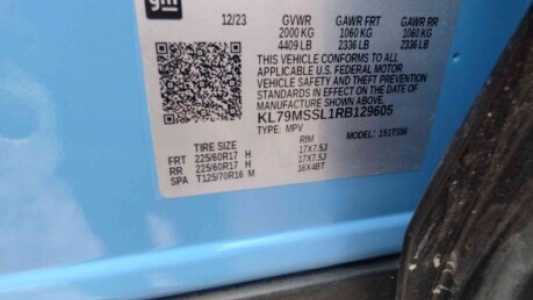 gm
12/23 GVWR GAWR FRT GAWR RR
2000 KG 1060 KG 1060 KG
4409 LB 2336 LB 2336 LB
THIS VEHICLE CONFORMS TO ALL
APPLICABLE U.S. FEDERAL MOTOR
VEHICLE SAFETY AND THEFT PREVENTION
STANDARDS IN EFFECT ON THE DATE OF
MANUFACTURE SHOWN ABOVE.
KL79MSSL1RB129605
TYPE: MPV MODEL:
TIRE SIZE RIM
FRT 225/60R17 H 17X7.5J
RR 225/60R17 H 17X7.5J
SPA T125/70R16 M 16X4BT